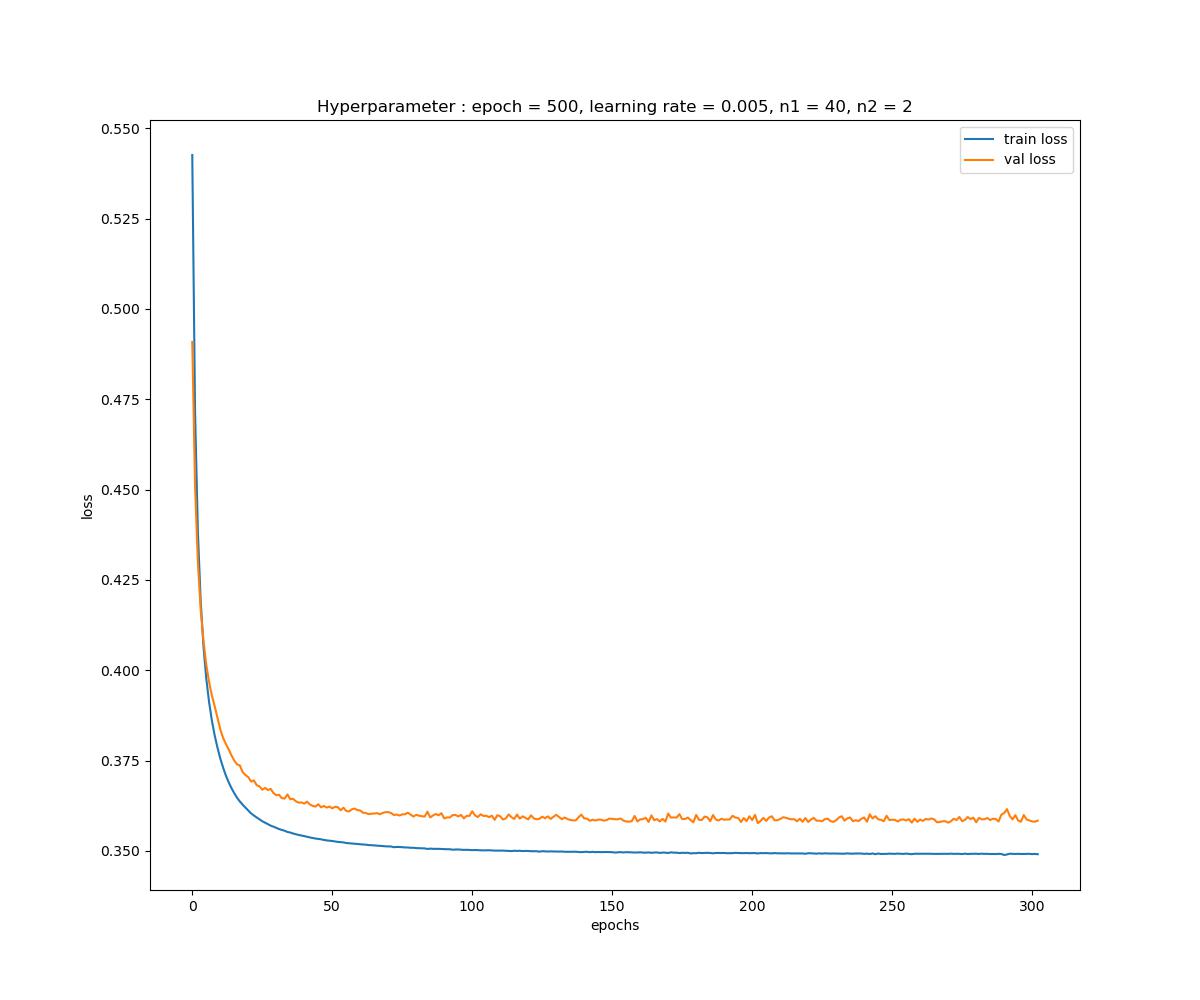 Hyperparameter : epoch = 500, learning rate = 0.005, n1 = 40, n2 = 2
train loss
val loss
0.550
0.525
0.500
0.475
0.450
0.425
0.400
0.375
0.350
loss
0 50 100 150 200 250 300
epochs